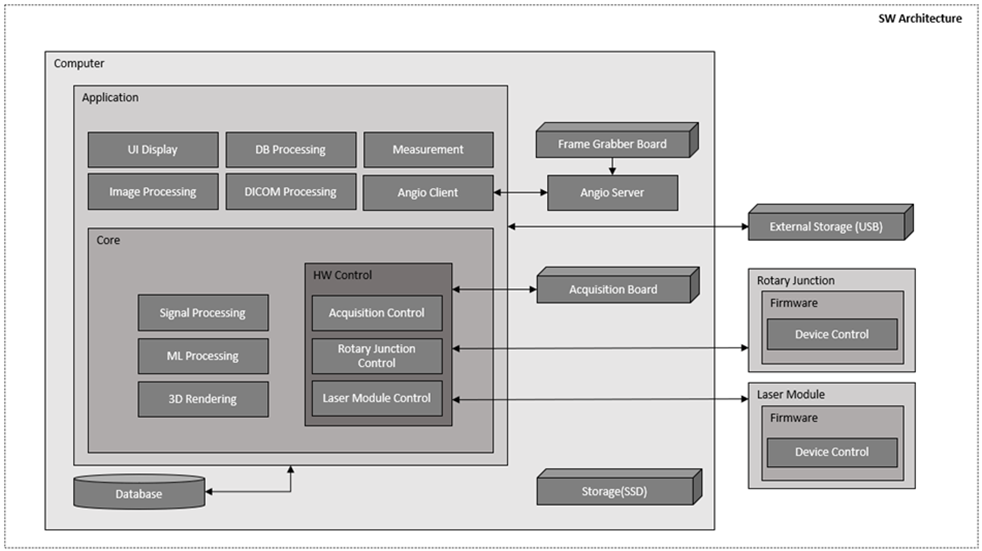 SW Architecture
Computer
Application
UI Display
DB Processing
Measurement
Image Processing
DICOM Processing
Angio Client
Frame Grabber Board
Angio Server
External Storage (USB)
Core
HW Control
Signal Processing
ML Processing
3D Rendering
Acquisition Control
Rotary Junction
Control
Laser Module Control
Acquisition Board
Rotary Junction
Firmware
Device Control
Laser Module
Firmware
Device Control
Database
Storage(SSD)